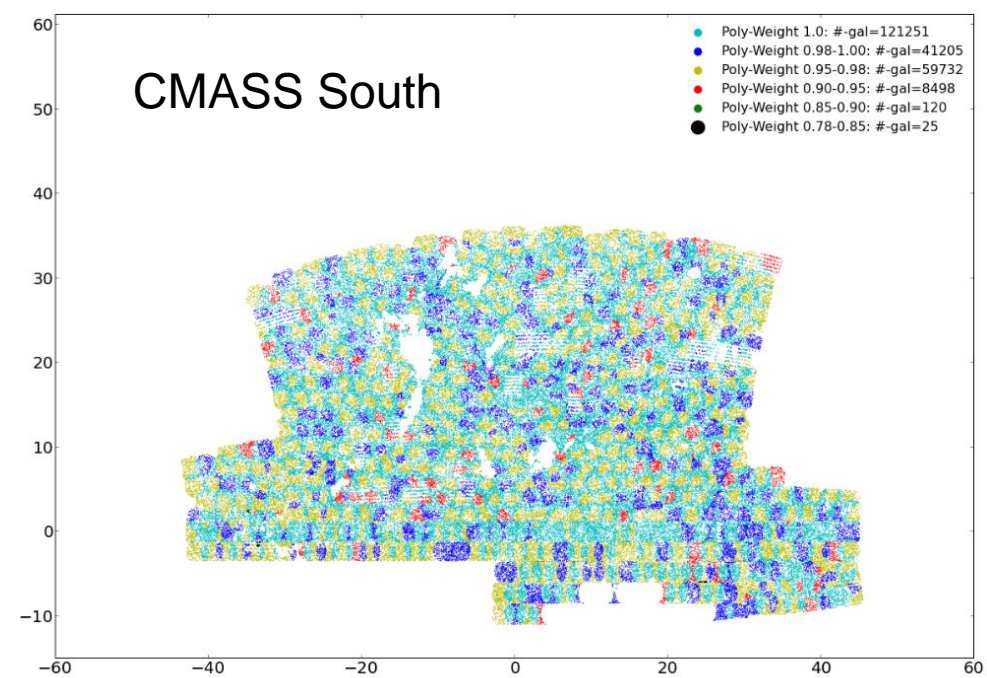 60
50
40
30
20
10
0
−10
CMASS South
Poly-Weight 1.0: #-gal=121251
Poly-Weight 0.98-1.00: #-gal=41205
Poly-Weight 0.95-0.98: #-gal=59732
Poly-Weight 0.90-0.95: #-gal=8498
Poly-Weight 0.85-0.90: #-gal=120
Poly-Weight 0.78-0.85: #-gal=25
−60 −40 −20 0 20 40 60